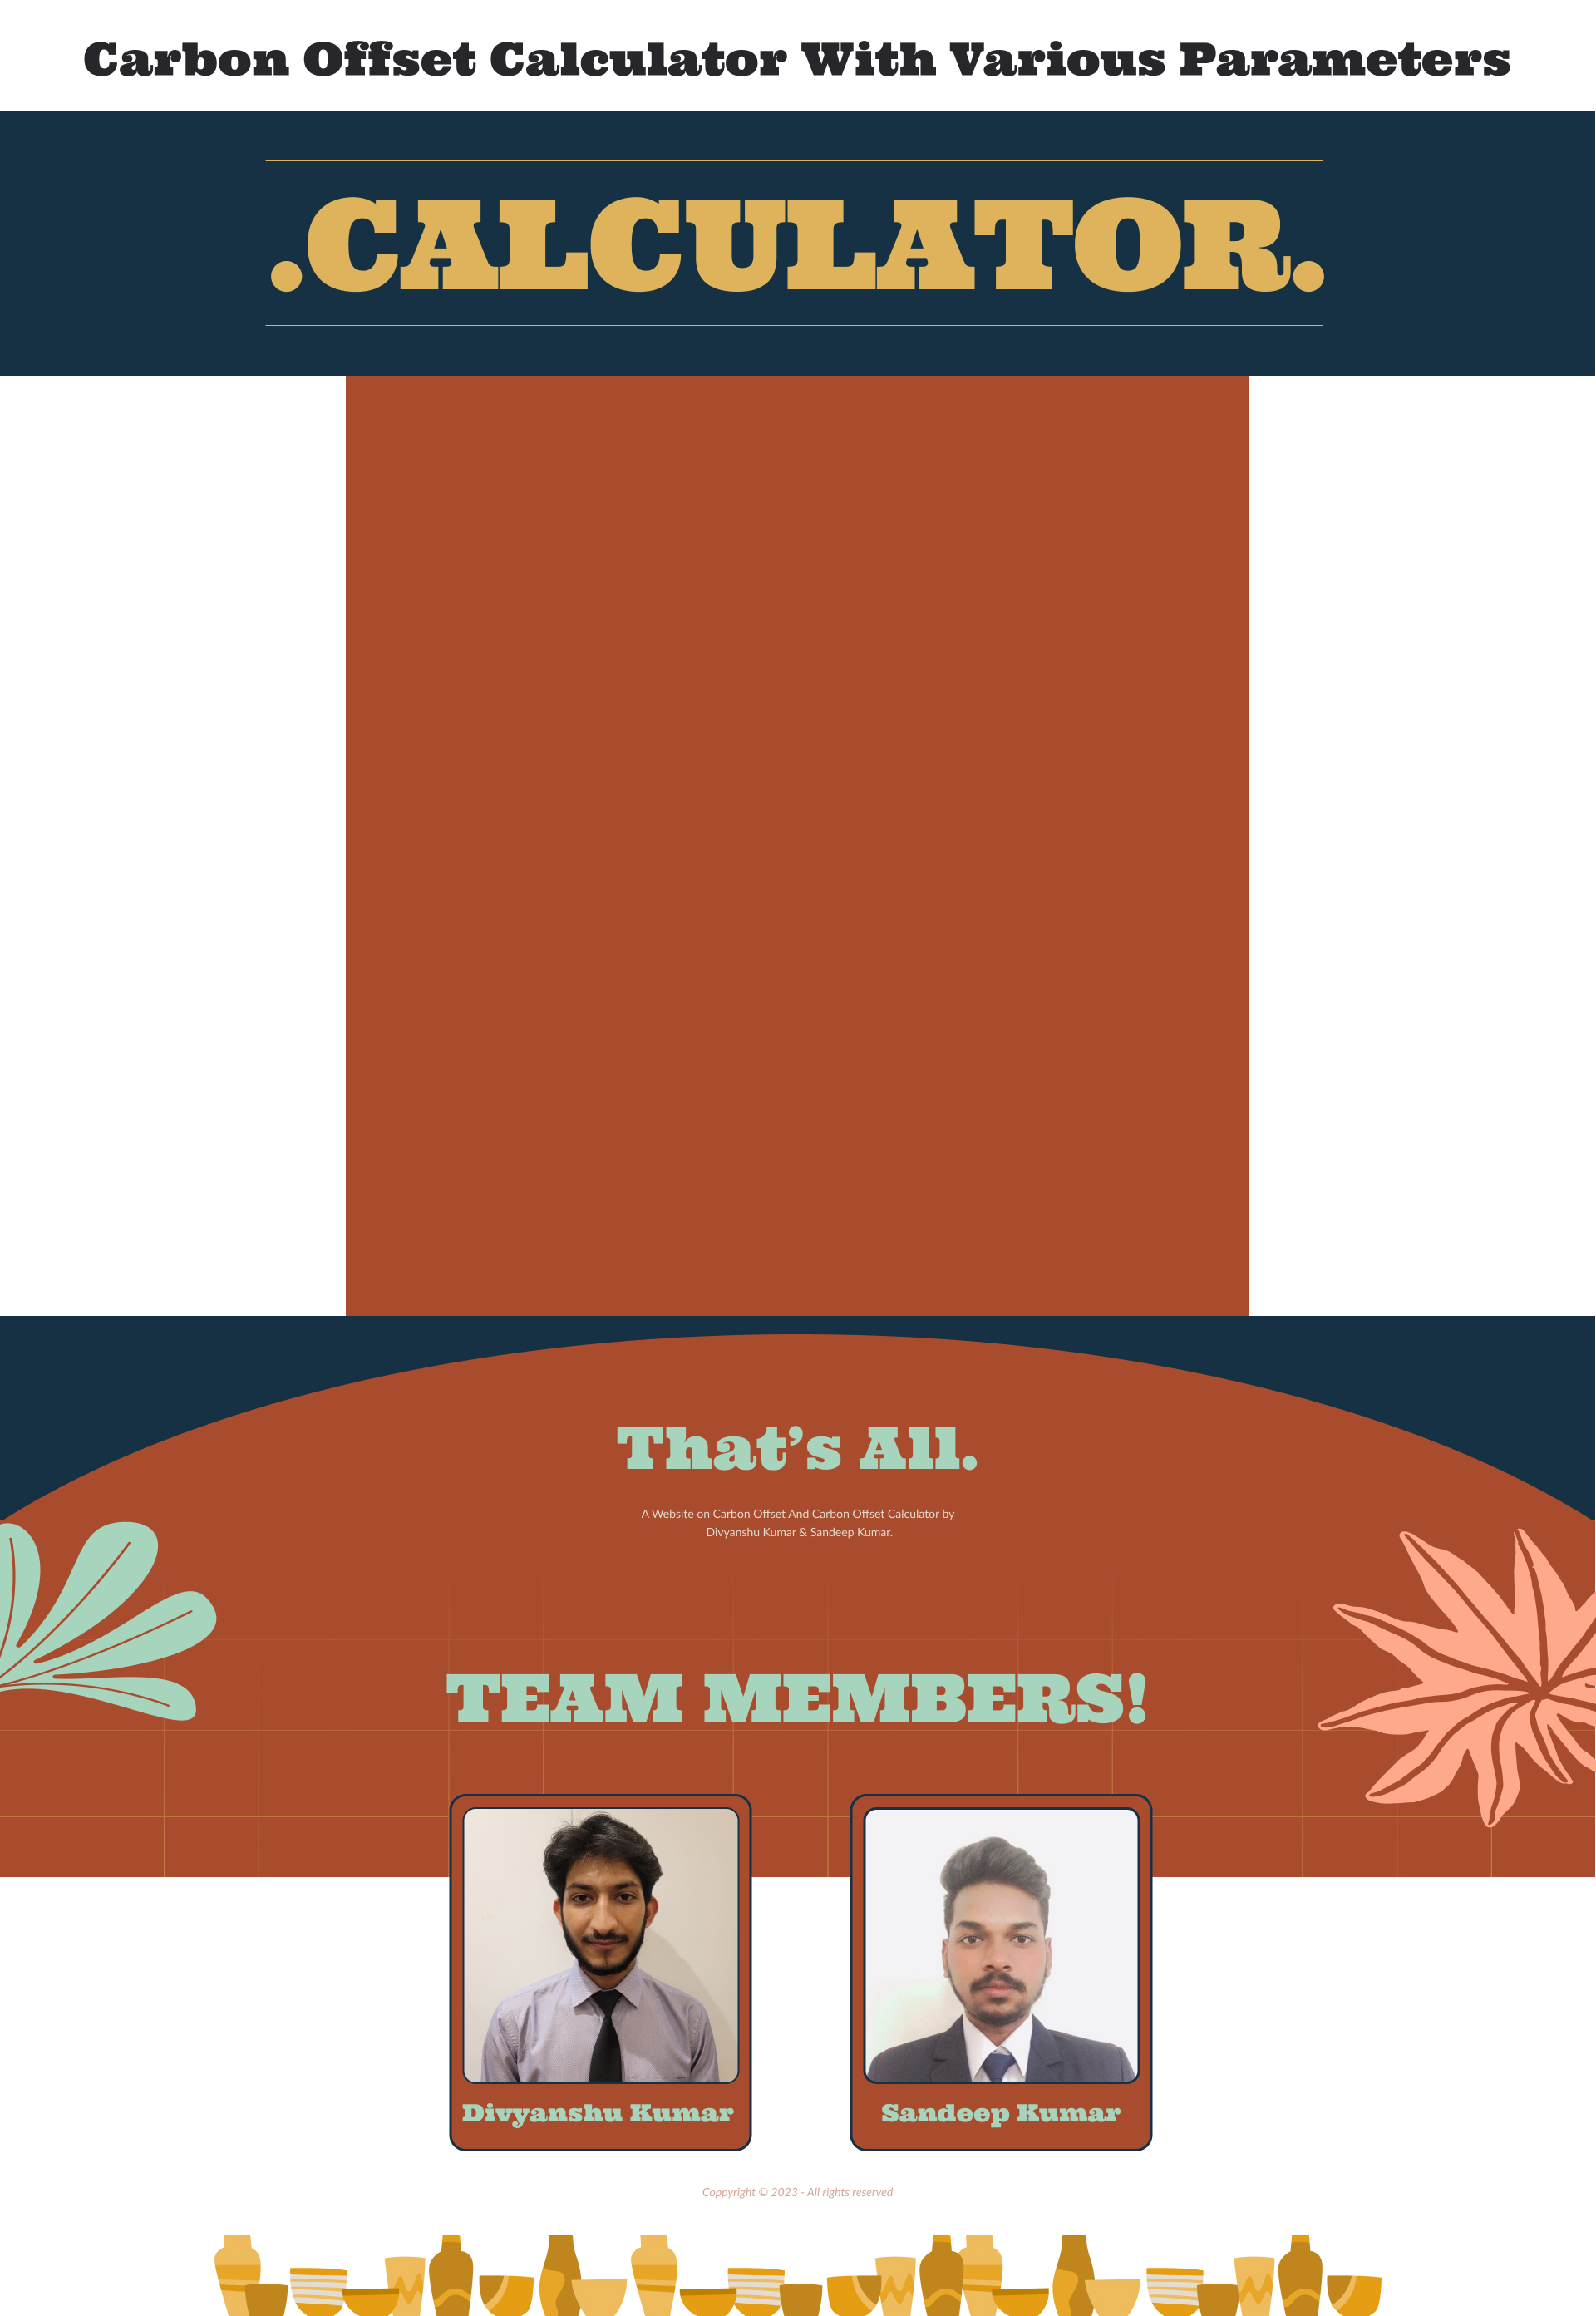 Carbon Offset Calculator With Various Parameters
.CALCULATOR.
That's All.
A Website on Carbon Offset And Carbon Offset Calculator by
Divyanshu Kumar & Sandeep Kumar.
TEAM MEMBERS!
Divyanshu Kumar
Sandeep Kumar
Coppyright © 2023 - All rights reserved